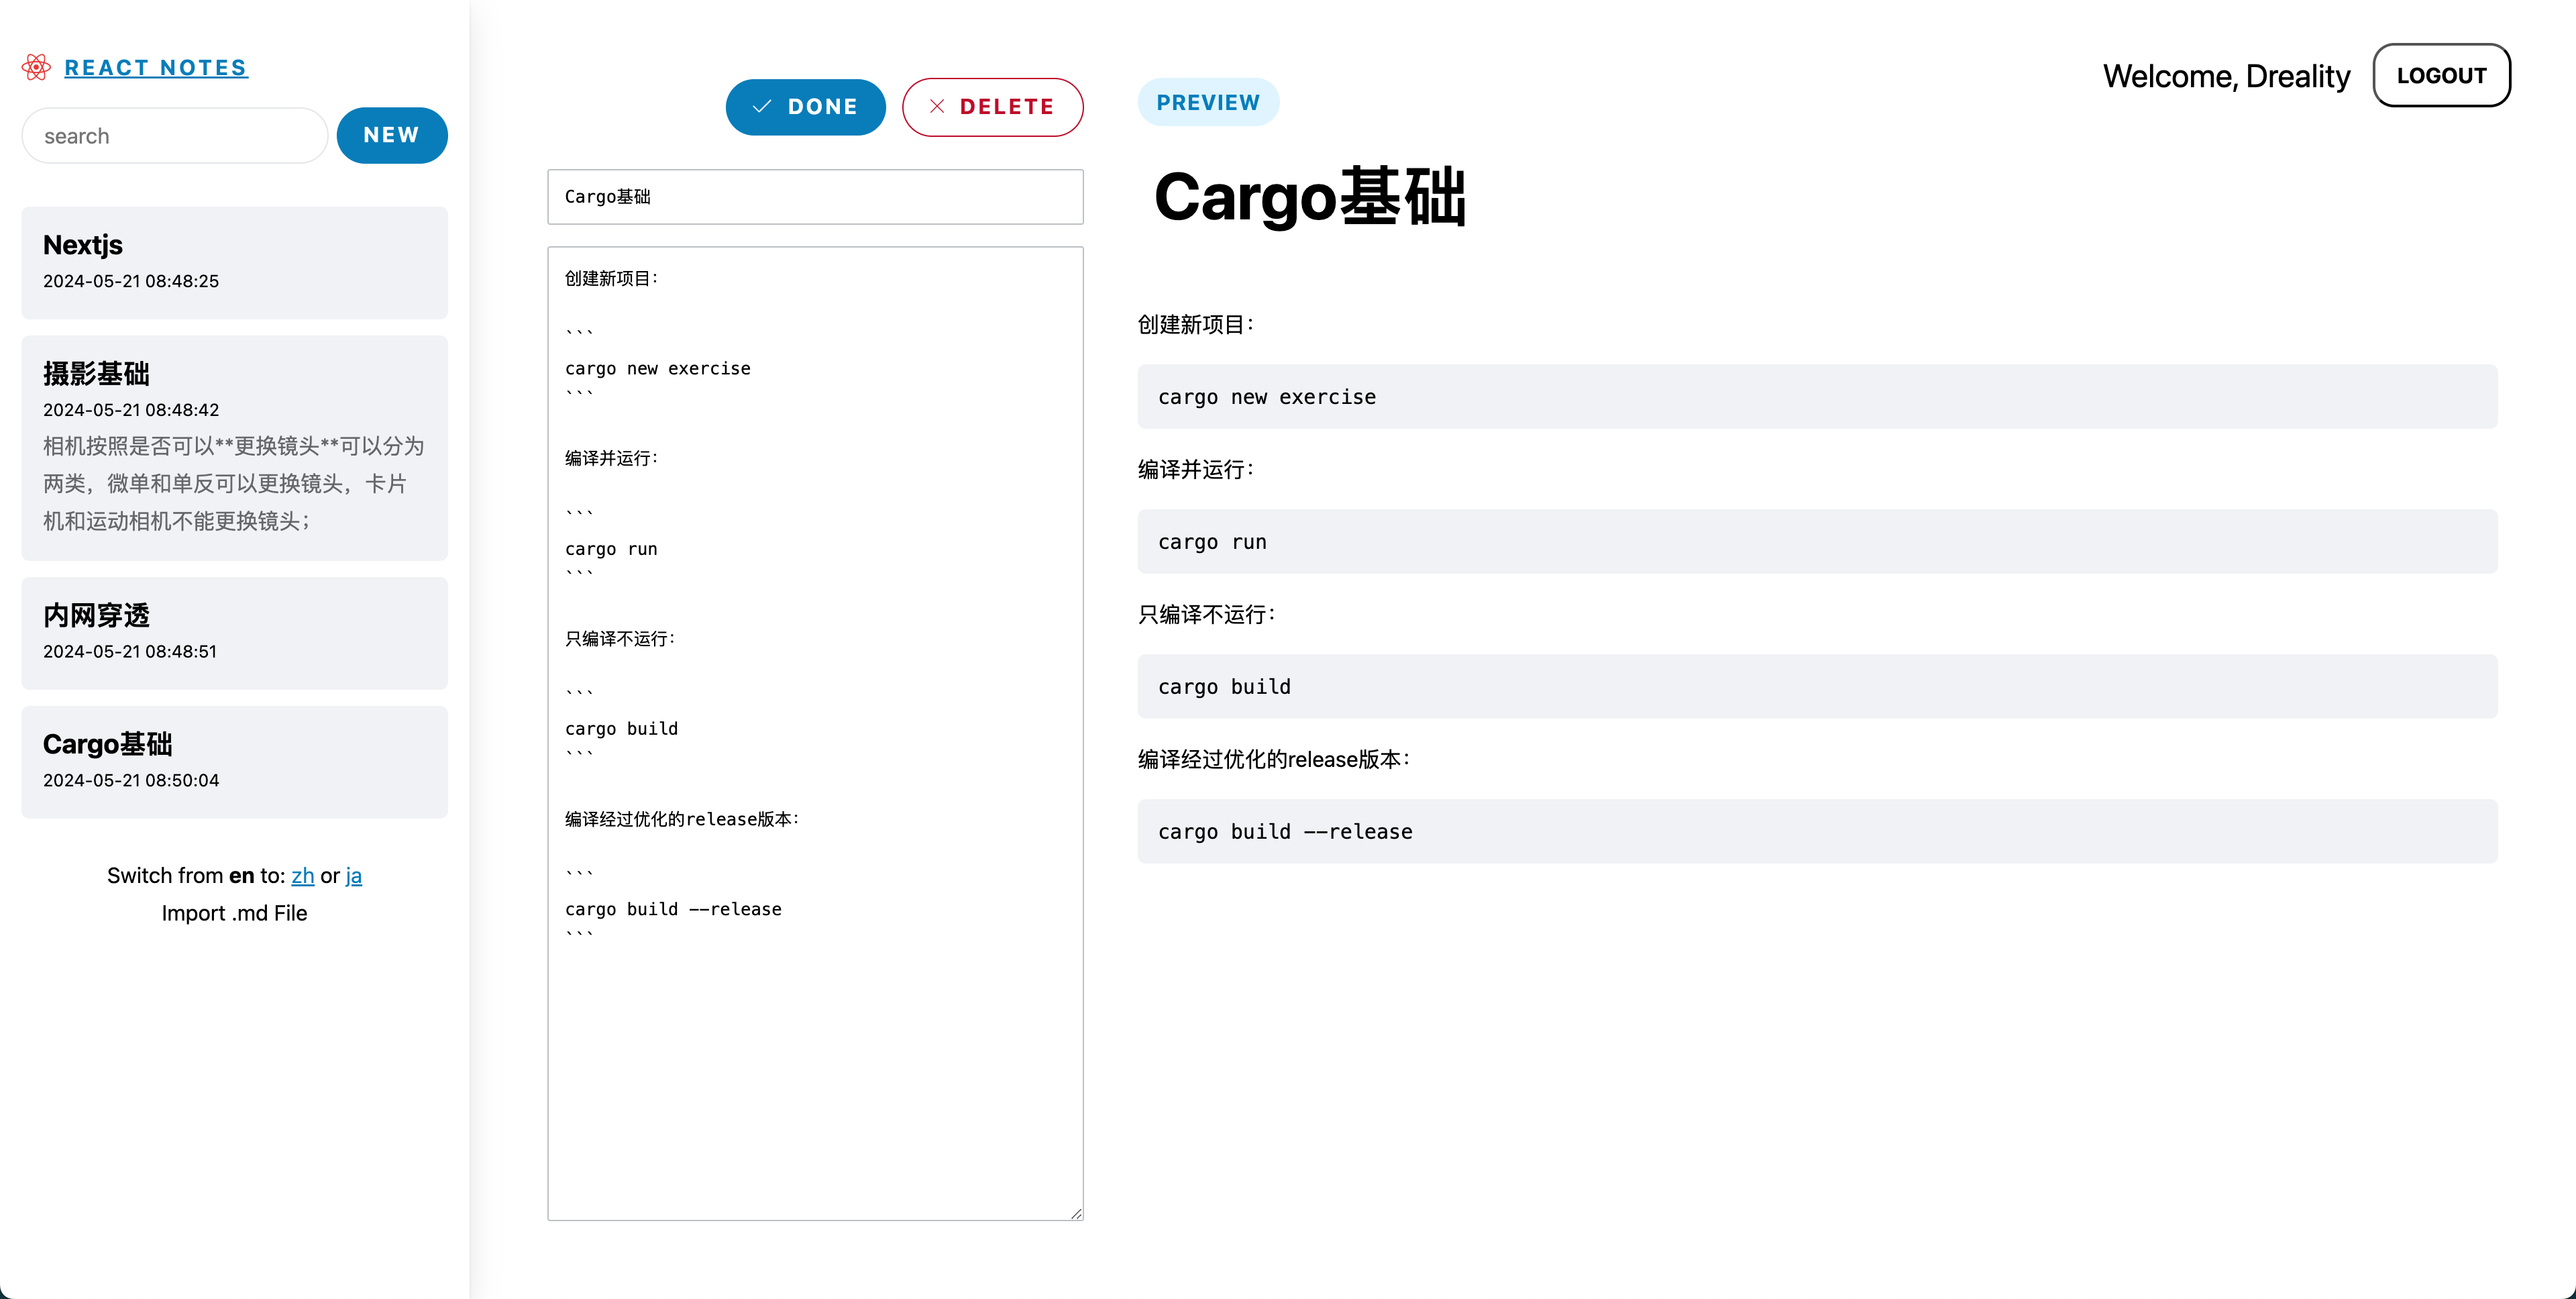 REACT NOTES
search
NEW
Nextjs
2024-05-21 08:48:25
摄影基础
2024-05-21 08:48:42
相机按照是否可以**更换镜头**可以分为
两类，微单和单反可以更换镜头，卡片
机和运动相机不能更换镜头；
内网穿透
2024-05-21 08:48:51
Cargo基础
2024-05-21 08:50:04
Switch from en to: zh or ja
Import .md File
DONE
DELETE
Cargo基础
创建新项目：
```
cargo new exercise
```
编译并运行：
```
cargo run
```
只编译不运行：
```
cargo build
```
编译经过优化的release版本：
```
cargo build --release
```
PREVIEW
Welcome, Dreality
LOGOUT
Cargo基础
创建新项目：
cargo new exercise
编译并运行：
cargo run
只编译不运行：
cargo build
编译经过优化的release版本：
cargo build --release